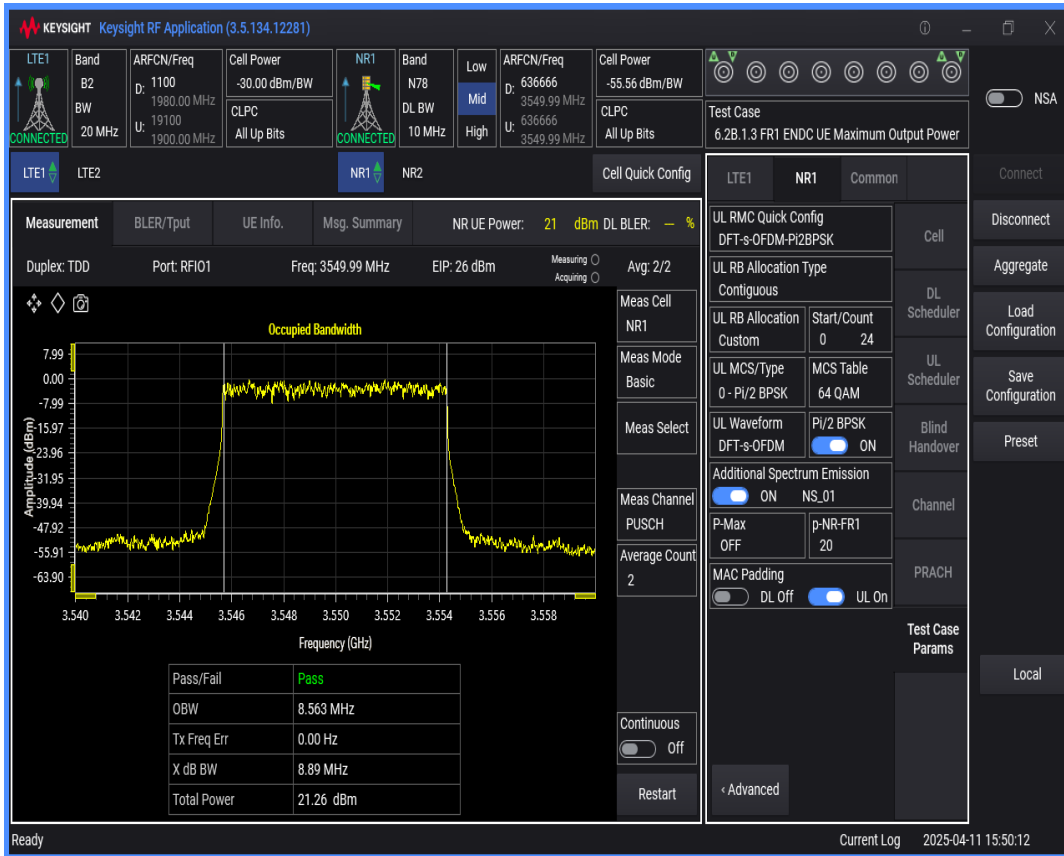 KEYSIGHT Keysight RF Application (3.5.134.12281)
LTE1 Band ARFCN/Freq Cell Power NR1 Band Low ARFCN/Freq Cell Power
B2 D: 1100 -30.00 dBm/BW N78 Mid D: 636666 -55.56 dBm/BW
BW 1980.00 MHz CLPC DL BW High 3549.99 MHz CLPC
CONNECTED 20 MHz U: 19100 All Up Bits CONNECTED 10 MHz U: 636666 All Up Bits
1900.00 MHz 3549.99 MHz
A V A V
Test Case
6.2B.1.3 FR1 ENDC UE Maximum Output Power
NSA
LTE1 LTE2 NR1 NR2 Cell Quick Config
Measurement BLER/Tput UE Info. Msg. Summary NR UE Power: 21 dBm DL BLER: — %
Duplex: TDD Port: RFIO1 Freq: 3549.99 MHz EIP: 26 dBm Measuring Avg: 2/2
Acquiring
Occupied Bandwidth
Amplitude (dBm)
7.99
0.00
-7.99
-15.97
-23.96
-31.95
-39.94
-47.92
-55.91
-63.90
3.540 3.542 3.544 3.546 3.548 3.550 3.552 3.554 3.556 3.558
Frequency (GHz)
Pass/Fail Pass
OBW 8.563 MHz
Tx Freq Err 0.00 Hz
X dB BW 8.89 MHz
Total Power 21.26 dBm
Meas Cell
NR1
Meas Mode
Basic
Meas Select
Meas Channel
PUSCH
Average Count
2
Continuous
Off
Restart
LTE1 NR1 Common
UL RMC Quick Config
DFT-s-OFDM-Pi2BPSK
UL RB Allocation Type
Contiguous
UL RB Allocation Start/Count
Custom 0 24
UL MCS/Type MCS Table
0 - Pi/2 BPSK 64 QAM
UL Waveform Pi/2 BPSK
DFT-s-OFDM ON
Additional Spectrum Emission
ON NS_01
P-Max p-NR-FR1
OFF 20
MAC Padding
DL Off UL On
< Advanced
Cell
DL
Scheduler
UL
Scheduler
Blind
Handover
Channel
PRACH
Test Case
Params
Connect
Disconnect
Aggregate
Load
Configuration
Save
Configuration
Preset
Local
Ready Current Log 2025-04-11 15:50:12